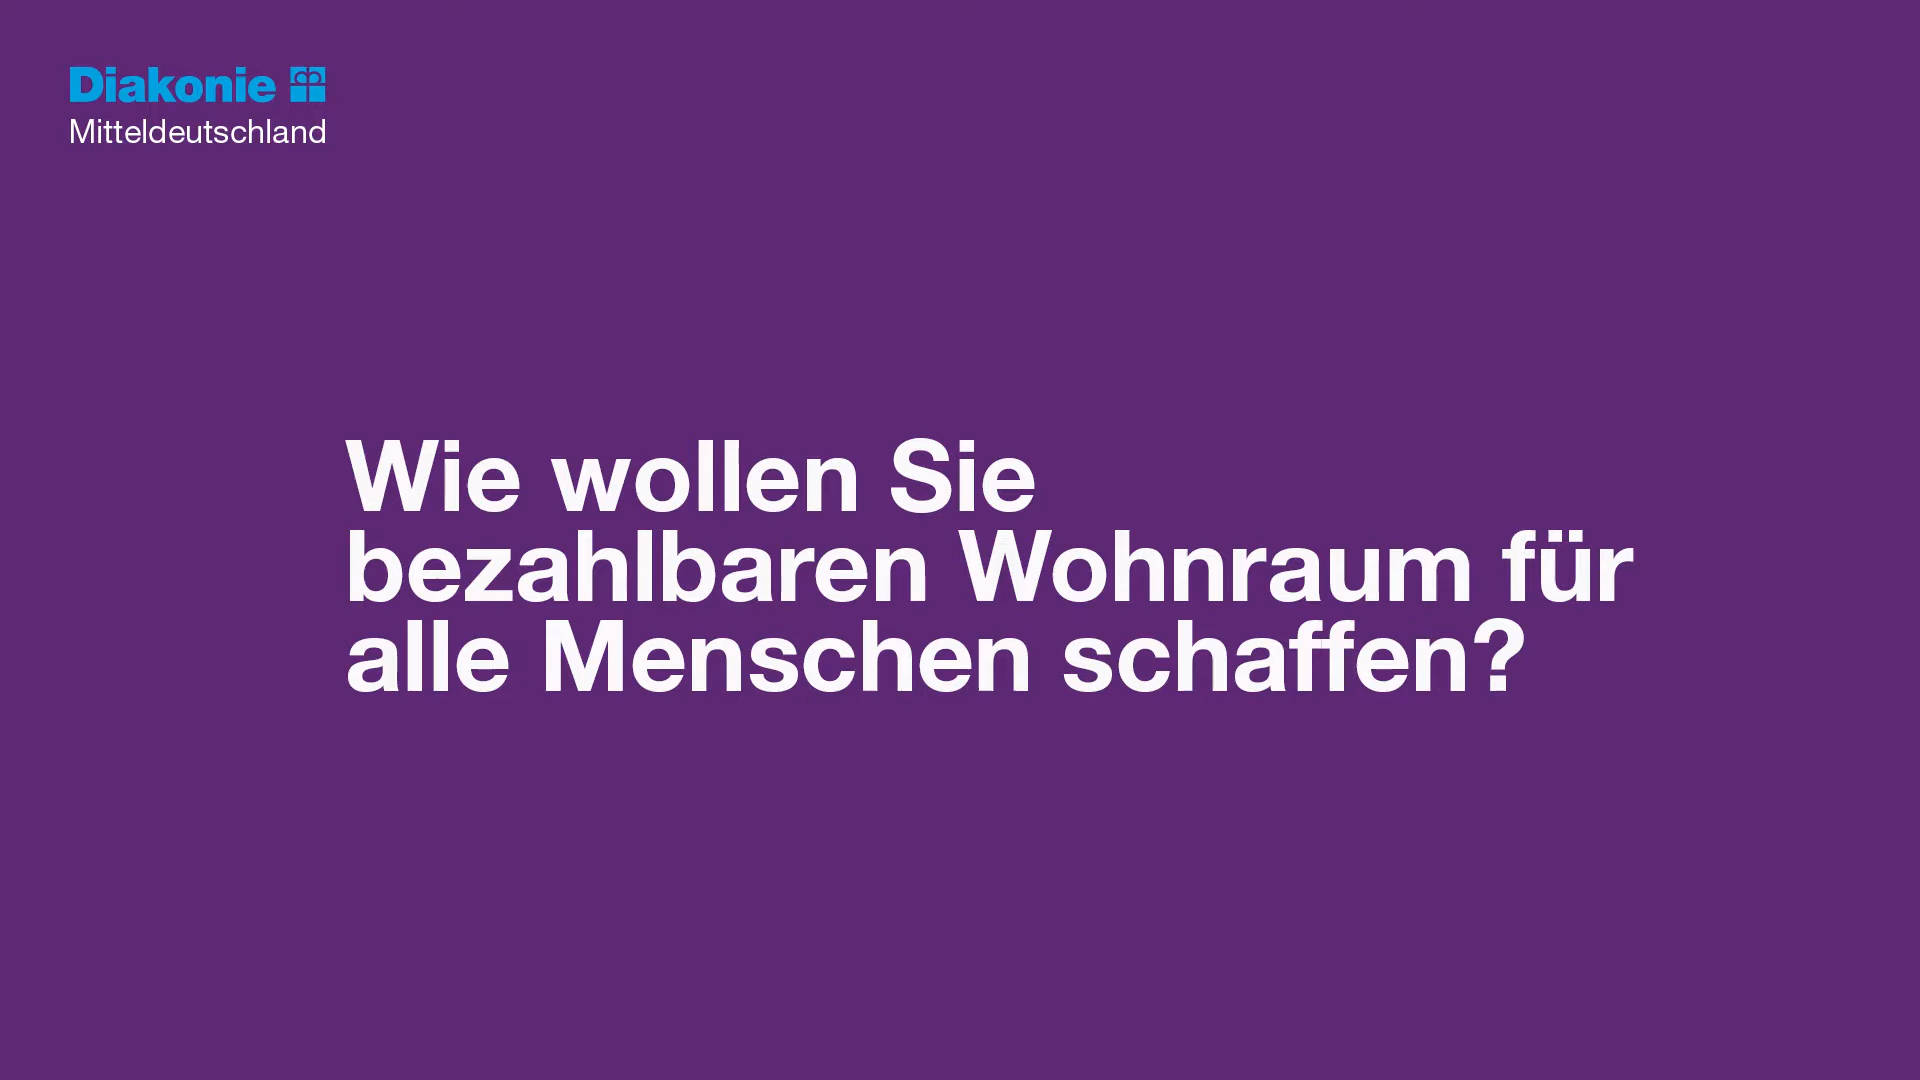 Diakonie
Mitteldeutschland
Wie wollen Sie
bezahlbaren Wohnraum für
alle Menschen schaffen?